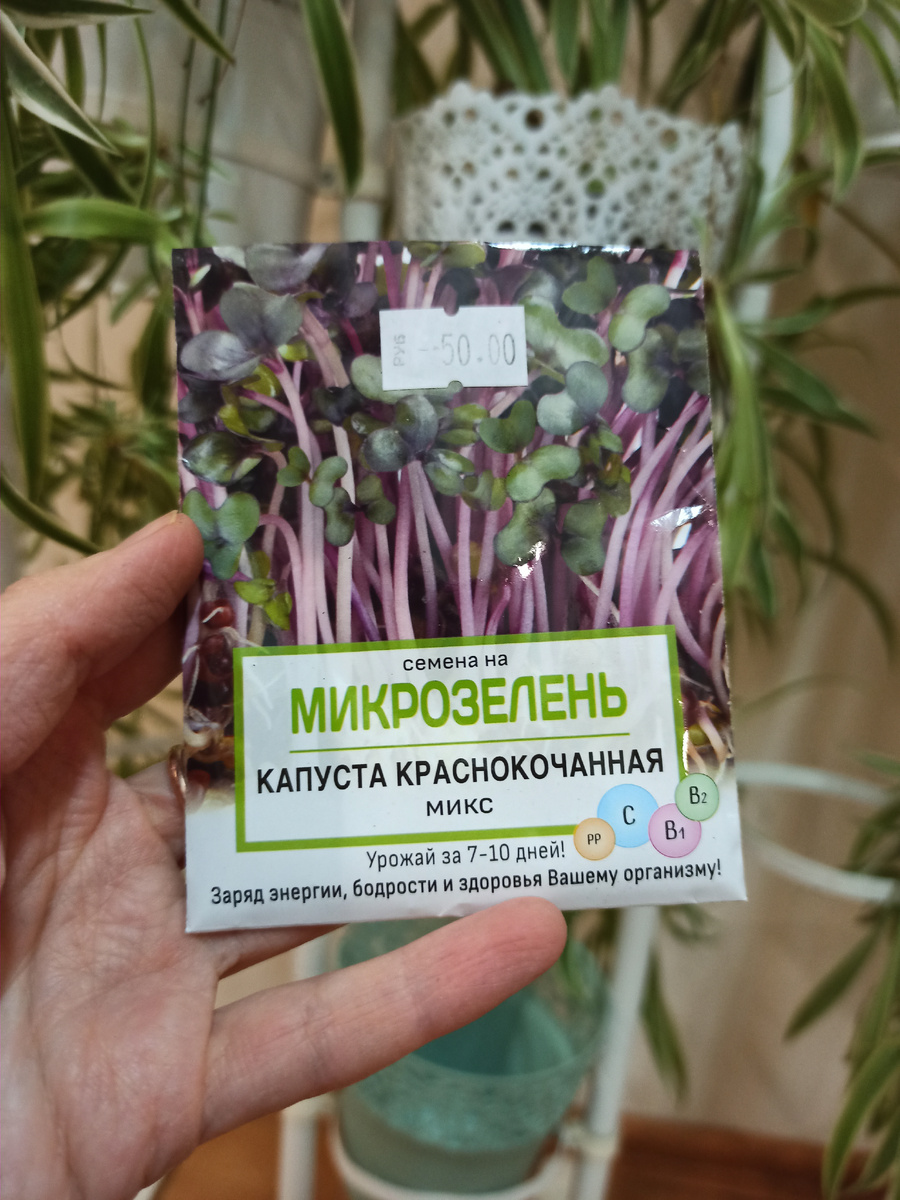 РУБ --50.00
семена на
МИКРОЗЕЛЕНЬ
КАПУСТА КРАСНОКОЧАННАЯ
микс
PP C B1 B2
Урожай за 7-10 дней!
Заряд энергии, бодрости и здоровья Вашему организму!